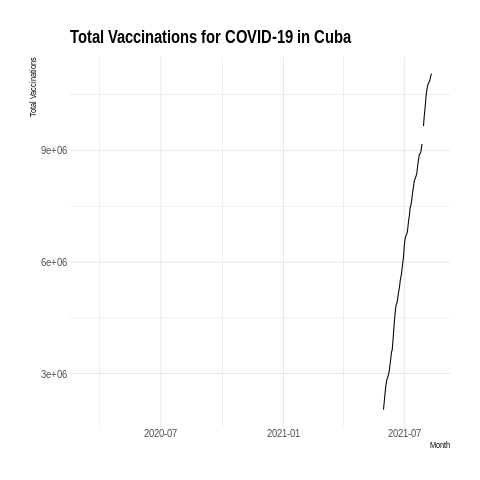 Total Vaccinations for COVID-19 in Cuba
Total Vaccinations
9e+06
6e+06
3e+06
2020-07
2021-01
2021-07
Month